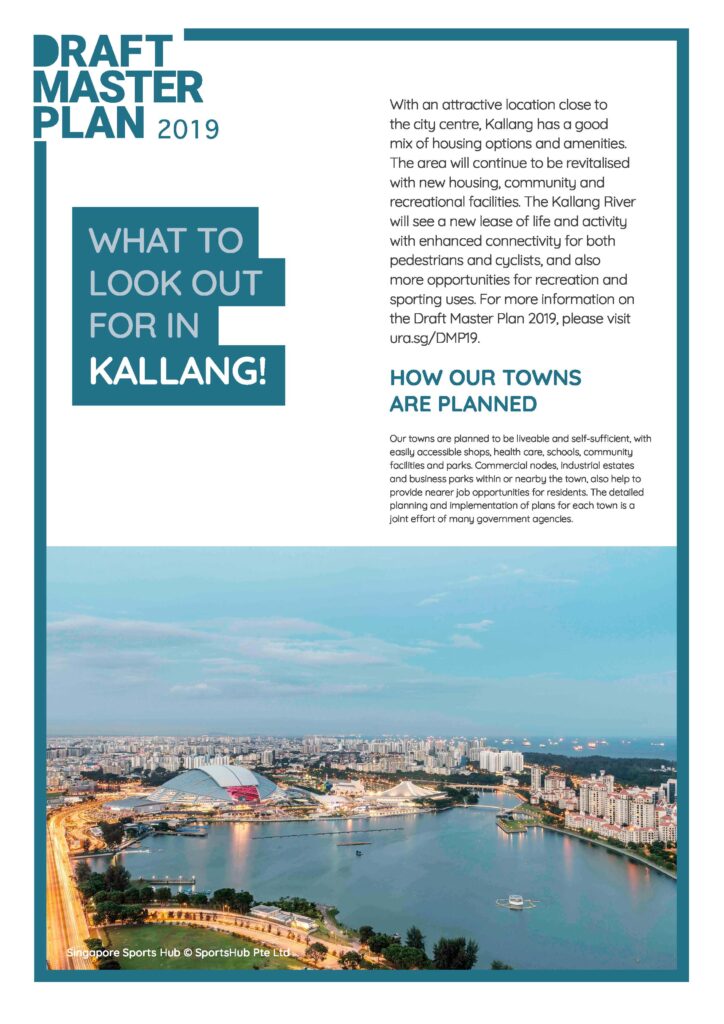 DRAFT
MASTER
PLAN 2019
WHAT TO
LOOK OUT
FOR IN
KALLANG!
With an attractive location close to
the city centre, Kallang has a good
mix of housing options and amenities.
The area will continue to be revitalised
with new housing, community and
recreational facilities. The Kallang River
will see a new lease of life and activity
with enhanced connectivity for both
pedestrians and cyclists, and also
more opportunities for recreation and
sporting uses. For more information on
the Draft Master Plan 2019, please visit
ura.sg/DMP19.
HOW OUR TOWNS
ARE PLANNED
Our towns are planned to be liveable and self-sufficient, with
easily accessible shops, health care, schools, community
facilities and parks. Commercial nodes, industrial estates
and business parks within or nearby the town, also help to
provide nearer job opportunities for residents. The detailed
planning and implementation of plans for each town is a
joint effort of many government agencies.
Singapore Sports Hub © SportsHub Pte Ltd